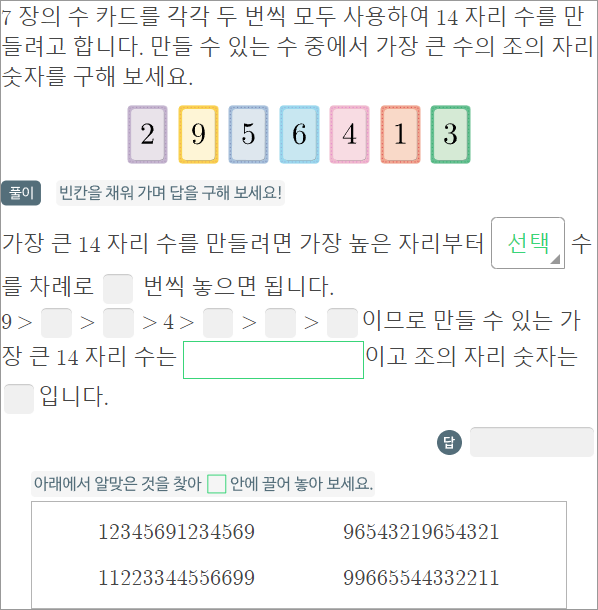 7 장의 수 카드를 각각 두 번씩 모두 사용하여 14 자리 수를 만
들려고 합니다. 만들 수 있는 수 중에서 가장 큰 수의 조의 자리
숫자를 구해 보세요.
2 9 5 6 4 1 3
풀이 빈칸을 채워 가며 답을 구해 보세요!
가장 큰 14 자리 수를 만들려면 가장 높은 자리부터 선택 수
를 차례로 번씩 놓으면 됩니다.
9 > > > 4 > > > 이므로 만들 수 있는 가
장 큰 14 자리 수는 이고 조의 자리 숫자는
입니다.
답
아래에서 알맞은 것을 찾아 안에 끌어 놓아 보세요.
12345691234569 96543219654321
11223344556699 99665544332211